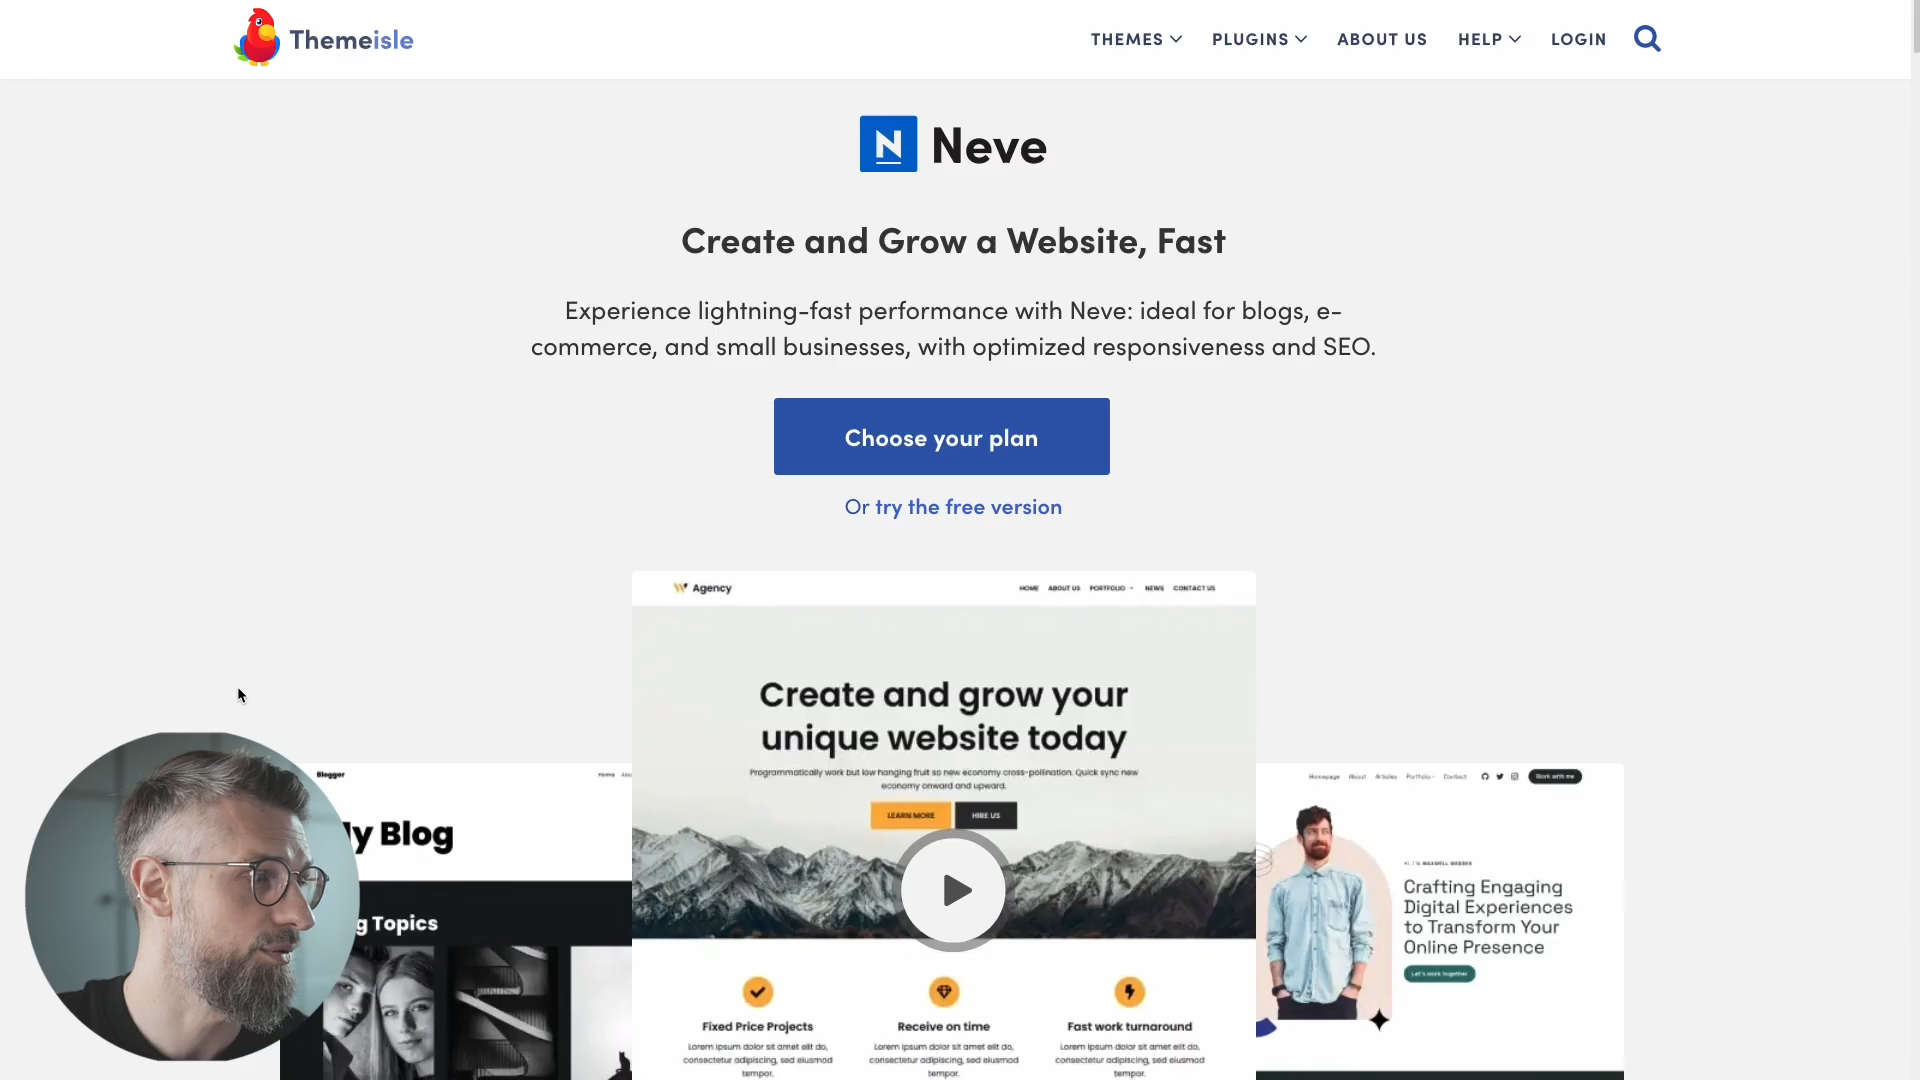 Themeisle
THEMES
PLUGINS
ABOUT US
HELP
LOGIN
N Neve
Create and Grow a Website, Fast
Experience lightning-fast performance with Neve: ideal for blogs, e-
commerce, and small businesses, with optimized responsiveness and SEO.
Choose your plan
Or try the free version
W Agency
HOME ABOUT US PORTFOLIO NEWS CONTACT US
Create and grow your
unique website today
Programmatically work but low hanging fruit so new economy cross-pollination. Quick sync new
economy onward and upward.
LEARN MORE
HIRE US
Fixed Price Projects
Lorem ipsum dolor sit amet elit do,
consectetur adipiscing, sed eiusmod
tempor.
Receive on time
Lorem ipsum dolor sit amet elit do,
consectetur adipiscing, sed eiusmod
tempor.
Fast work turnaround
Lorem ipsum dolor sit amet elit do,
consectetur adipiscing, sed eiusmod
tempor.
Blogger
Home Abo
y Blog
g Topics
Homepage About Articles Portfolio Contact
Work with me
HI, I'M MAXWELL WEBBER
Crafting Engaging
Digital Experiences
to Transform Your
Online Presence
Let's work together